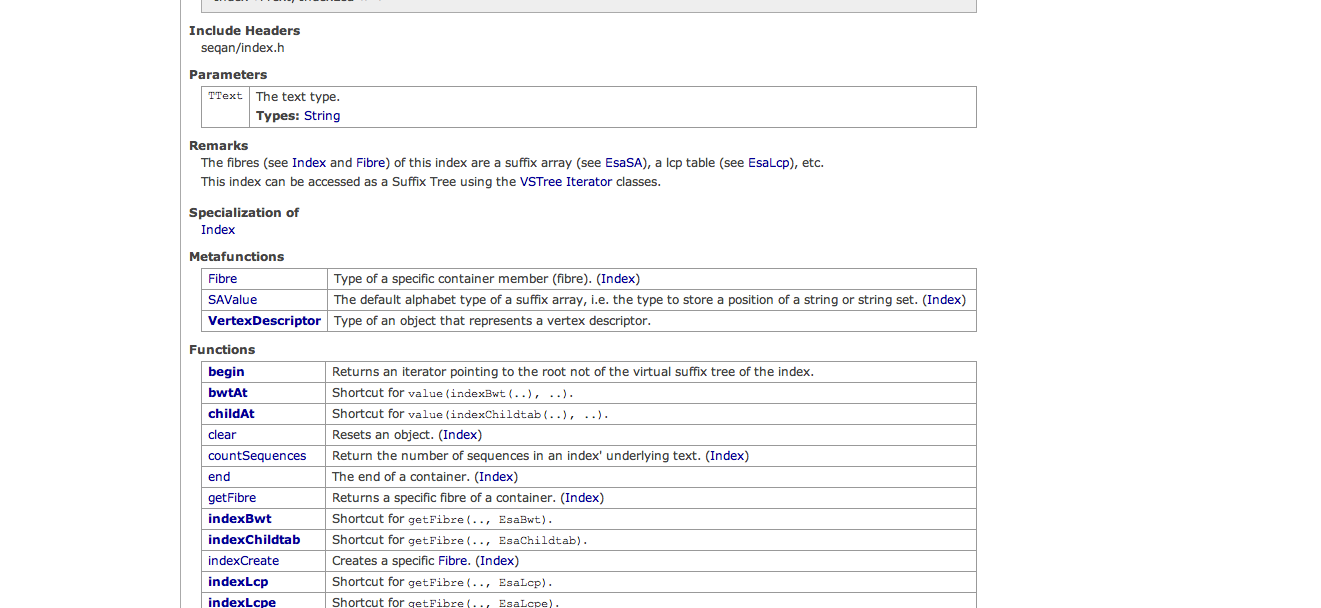 Include Headers
seqan/index.h
Parameters
TText The text type.
Types: String
Remarks
The fibres (see Index and Fibre) of this index are a suffix array (see EsaSA), a lcp table (see EsaLcp), etc.
This index can be accessed as a Suffix Tree using the VSTree Iterator classes.
Specialization of
Index
Metafunctions
Fibre Type of a specific container member (fibre). (Index)
SAValue The default alphabet type of a suffix array, i.e. the type to store a position of a string or string set. (Index)
VertexDescriptor Type of an object that represents a vertex descriptor.
Functions
begin Returns an iterator pointing to the root not of the virtual suffix tree of the index.
bwtAt Shortcut for value(indexBwt(..), ..).
childAt Shortcut for value(indexChildtab(..), ..).
clear Resets an object. (Index)
countSequences Return the number of sequences in an index' underlying text. (Index)
end The end of a container. (Index)
getFibre Returns a specific fibre of a container. (Index)
indexBwt Shortcut for getFibre(.., EsaBwt).
indexChildtab Shortcut for getFibre(.., EsaChildtab).
indexCreate Creates a specific Fibre. (Index)
indexLcp Shortcut for getFibre(.., EsaLcp).
indexLcpe Shortcut for getFibre(.., EsaLcpe).